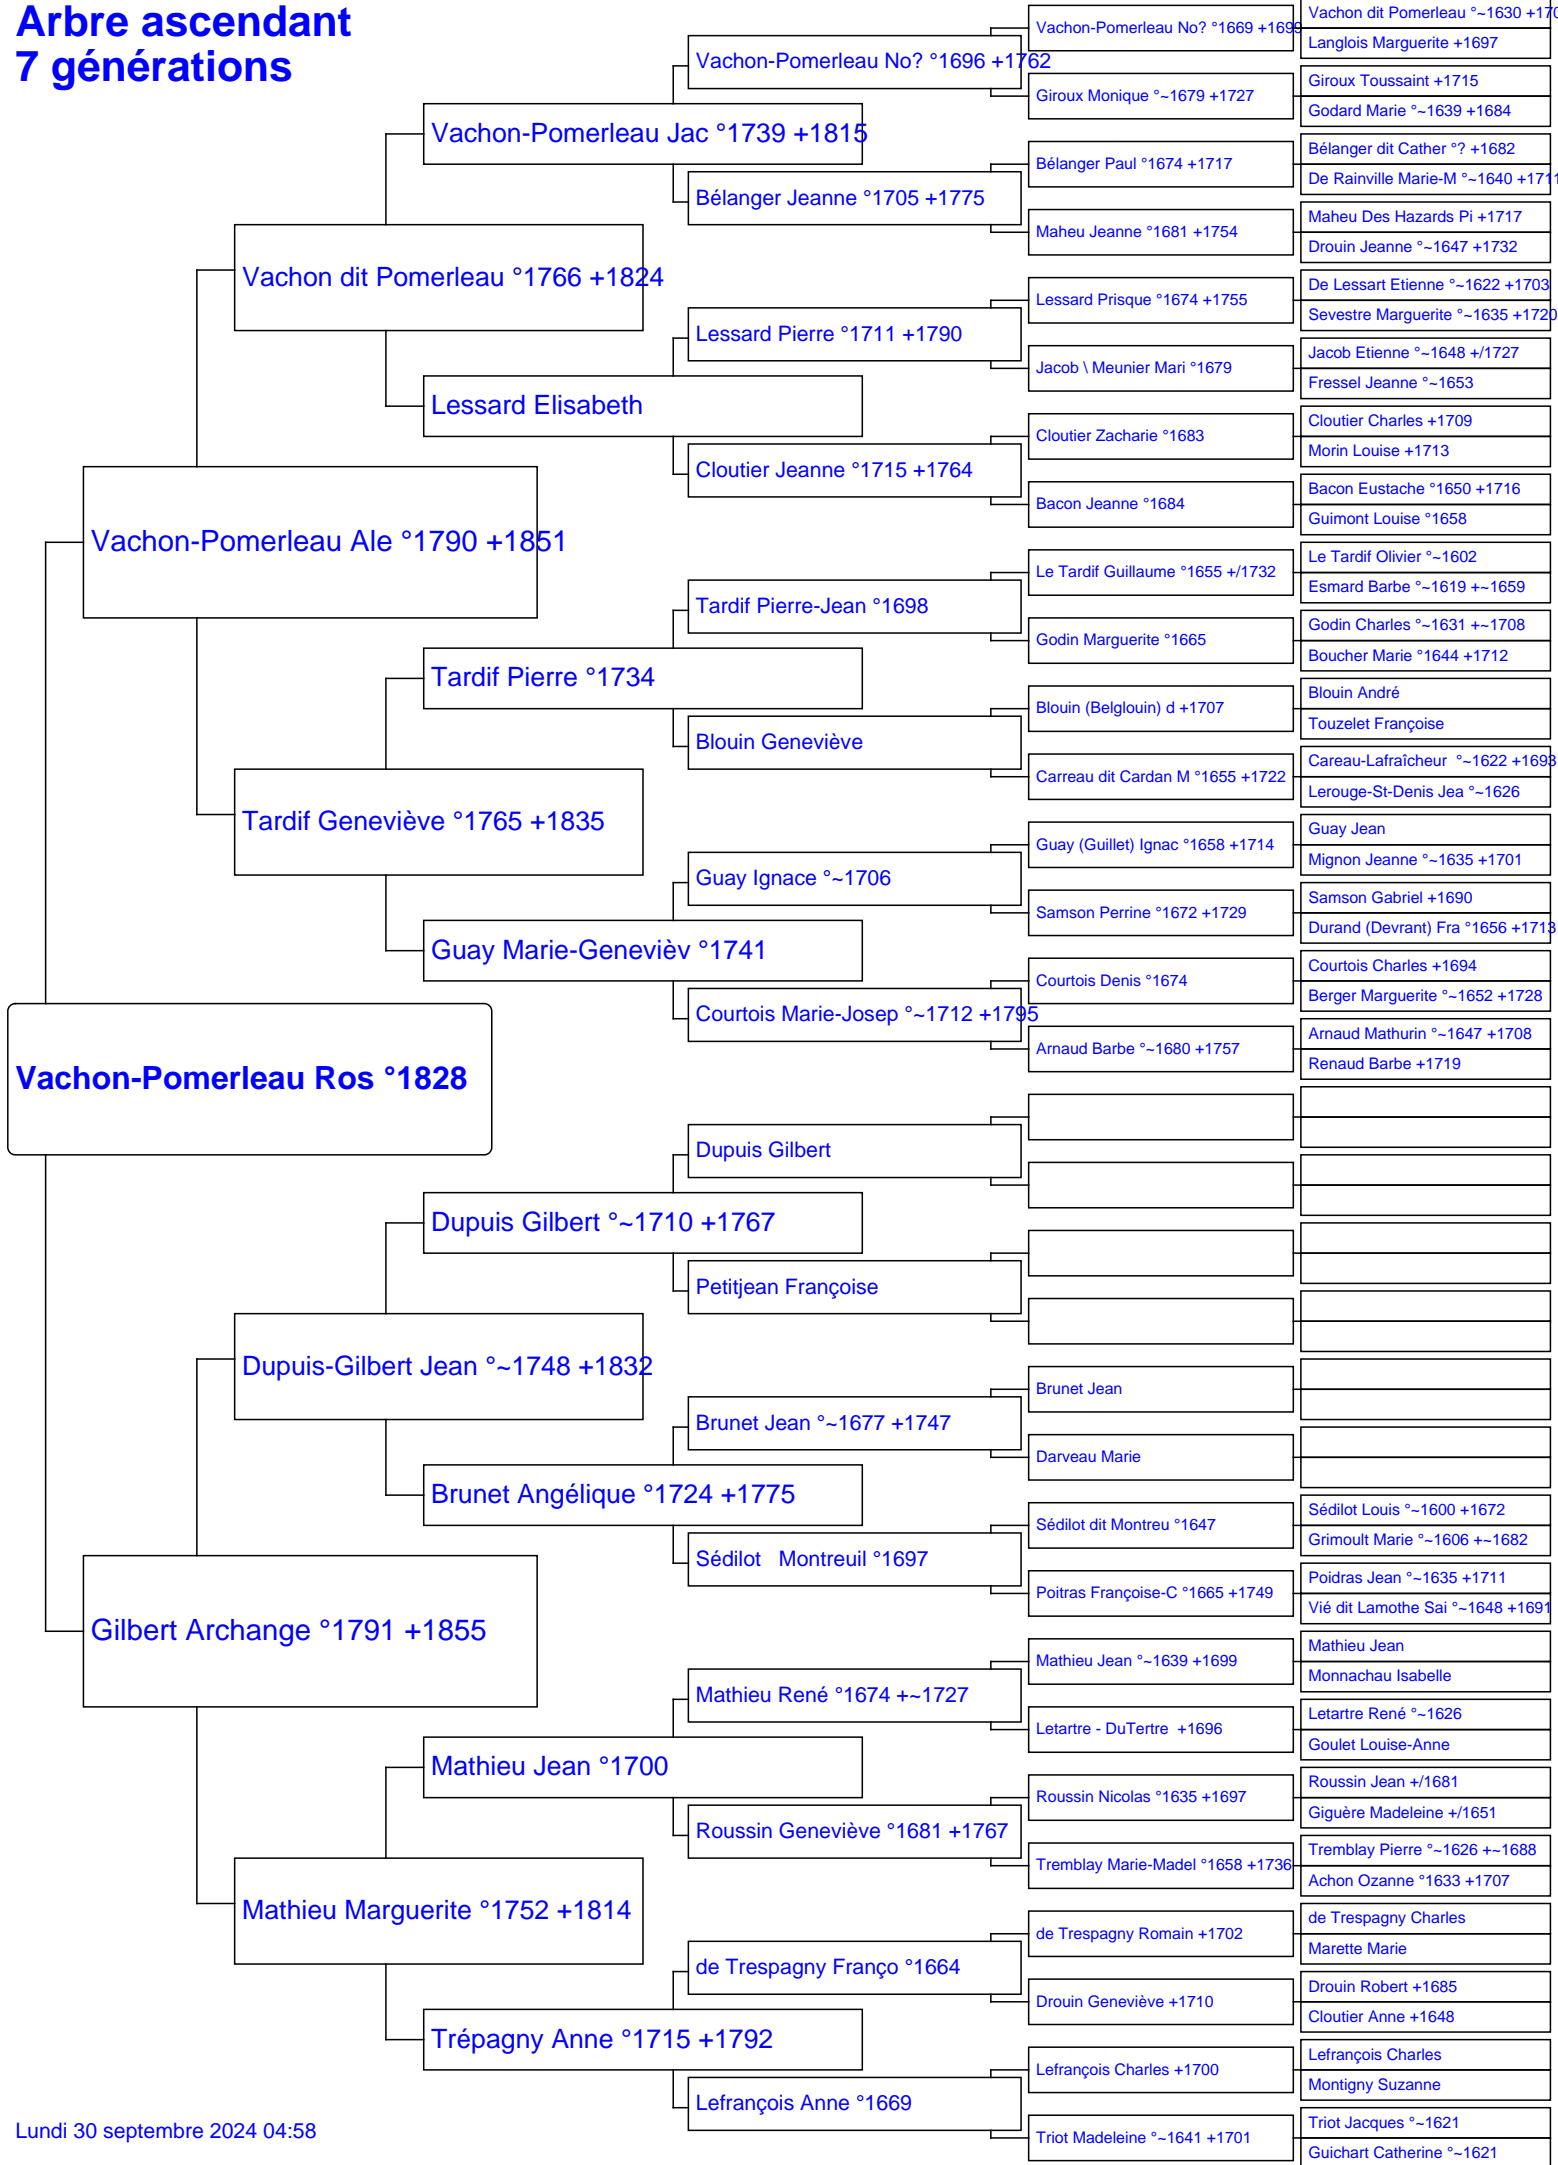 Arbre ascendant
7 générations
Vachon-Pomerleau Ros °1828
Vachon-Pomerleau Ale °1790 +1851
Gilbert Archange °1791 +1855
Vachon dit Pomerleau °1766 +1824
Tardif Geneviève °1765 +1835
Dupuis-Gilbert Jean °~1748 +1832
Mathieu Marguerite °1752 +1814
Vachon-Pomerleau Jac °1739 +1815
Lessard Elisabeth
Tardif Pierre °1734
Guay Marie-Genevièv °1741
Dupuis Gilbert °~1710 +1767
Brunet Angélique °1724 +1775
Mathieu Jean °1700
Trépagny Anne °1715 +1792
Vachon-Pomerleau No? °1696 +1762
Bélanger Jeanne °1705 +1775
Lessard Pierre °1711 +1790
Cloutier Jeanne °1715 +1764
Tardif Pierre-Jean °1698
Blouin Geneviève
Guay Ignace °~1706
Courtois Marie-Josep °~1712 +1795
Dupuis Gilbert
Petitjean Françoise
Brunet Jean °~1677 +1747
Sédilot Montreuil °1697
Mathieu René °1674 +~1727
Roussin Geneviève °1681 +1767
de Trespagny Franço °1664
Lefrançois Anne °1669
Vachon-Pomerleau No? °1669 +1699
Giroux Monique °~1679 +1727
Bélanger Paul °1674 +1717
Maheu Jeanne °1681 +1754
Lessard Prisque °1674 +1755
Jacob \ Meunier Mari °1679
Cloutier Zacharie °1683
Bacon Jeanne °1684
Le Tardif Guillaume °1655 +/1732
Godin Marguerite °1665
Blouin (Belglouin) d +1707
Carreau dit Cardan M °1655 +1722
Guay (Guillet) Ignac °1658 +1714
Samson Perrine °1672 +1729
Courtois Denis °1674
Arnaud Barbe °~1680 +1757
Brunet Jean
Darveau Marie
Sédilot dit Montreu °1647
Poitras Françoise-C °1665 +1749
Mathieu Jean °~1639 +1699
Letartre - DuTertre +1696
Roussin Nicolas °1635 +1697
Tremblay Marie-Madel °1658 +1736
de Trespagny Romain +1702
Drouin Geneviève +1710
Lefrançois Charles +1700
Triot Madeleine °~1641 +1701
Vachon dit Pomerleau °~1630 +170
Langlois Marguerite +1697
Giroux Toussaint +1715
Godard Marie °~1639 +1684
Bélanger dit Cather °? +1682
De Rainville Marie-M °~1640 +1711
Maheu Des Hazards Pi +1717
Drouin Jeanne °~1647 +1732
De Lessart Etienne °~1622 +1703
Sevestre Marguerite °~1635 +1720
Jacob Etienne °~1648 +/1727
Fressel Jeanne °~1653
Cloutier Charles +1709
Morin Louise +1713
Bacon Eustache °1650 +1716
Guimont Louise °1658
Le Tardif Olivier °~1602
Esmard Barbe °~1619 +~1659
Godin Charles °~1631 +~1708
Boucher Marie °1644 +1712
Blouin André
Touzelet Françoise
Careau-Lafraîcheur °~1622 +1693
Lerouge-St-Denis Jea °~1626
Guay Jean
Mignon Jeanne °~1635 +1701
Samson Gabriel +1690
Durand (Devrant) Fra °1656 +1713
Courtois Charles +1694
Berger Marguerite °~1652 +1728
Arnaud Mathurin °~1647 +1708
Renaud Barbe +1719
Sédilot Louis °~1600 +1672
Grimoult Marie °~1606 +~1682
Poidras Jean °~1635 +1711
Vié dit Lamothe Sai °~1648 +1691
Mathieu Jean
Monnachau Isabelle
Letartre René °~1626
Goulet Louise-Anne
Roussin Jean +/1681
Giguère Madeleine +/1651
Tremblay Pierre °~1626 +~1688
Achon Ozanne °1633 +1707
de Trespagny Charles
Marette Marie
Drouin Robert +1685
Cloutier Anne +1648
Lefrançois Charles
Montigny Suzanne
Triot Jacques °~1621
Guichart Catherine °~1621
Lundi 30 septembre 2024 04:58